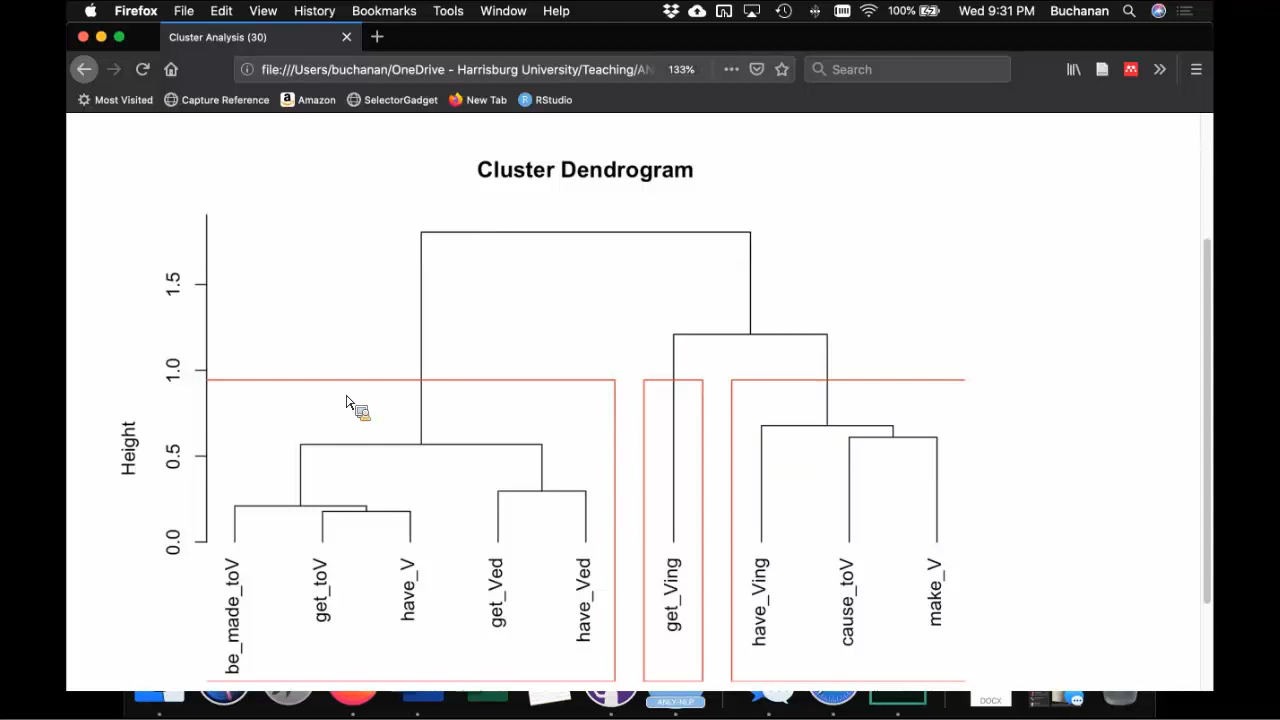 Firefox File Edit View History Bookmarks Tools Window Help 100% Wed 9:31 PM Buchanan
Cluster Analysis (30)
file:///Users/buchanan/OneDrive - Harrisburg University/Teaching/AN 133% Search
Most Visited Capture Reference Amazon SelectorGadget New Tab RStudio
Cluster Dendrogram
Height
0.0 0.5 1.0 1.5
be_made_toV
get_toV
have_V
get_Ved
have_Ved
get_Ving
have_Ving
cause_toV
make_V
ANLY-NLP
DOCX